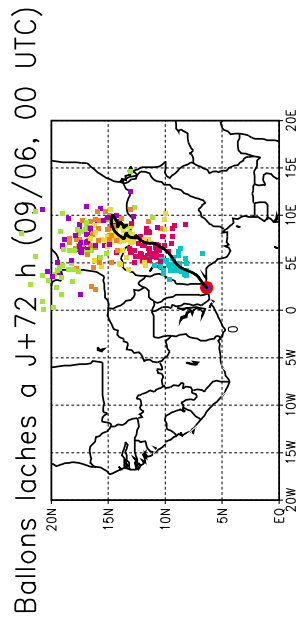 Ballons laches a J+72 h (09/06, 00 UTC)
20N
15N
10N
5N
EQ
20W
15W
10W
5W
0
5E
10E
15E
20E
0